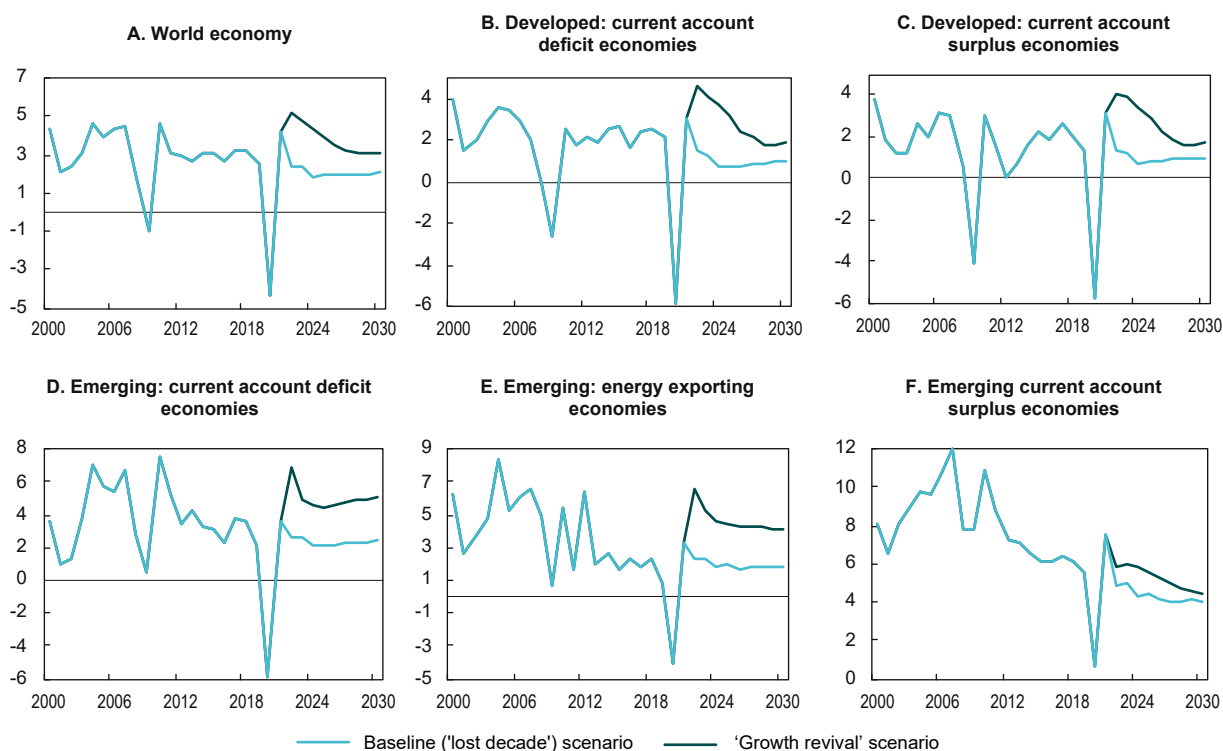 A. World economy
7
5
3
1
-1
-3
-5
2000 2006 2012 2018 2024 2030
B. Developed: current account
deficit economies
4
2
0
-2
-4
-6
2000 2006 2012 2018 2024 2030
C. Developed: current account
surplus economies
4
2
0
-2
-4
-6
2000 2006 2012 2018 2024 2030
D. Emerging: current account deficit
economies
8
6
4
2
0
-2
-4
-6
2000 2006 2012 2018 2024 2030
E. Emerging: energy exporting
economies
9
7
5
3
1
-1
-3
-5
2000 2006 2012 2018 2024 2030
F. Emerging current account
surplus economies
12
10
8
6
4
2
0
2000 2006 2012 2018 2024 2030
Baseline ('lost decade') scenario
‘Growth revival’ scenario